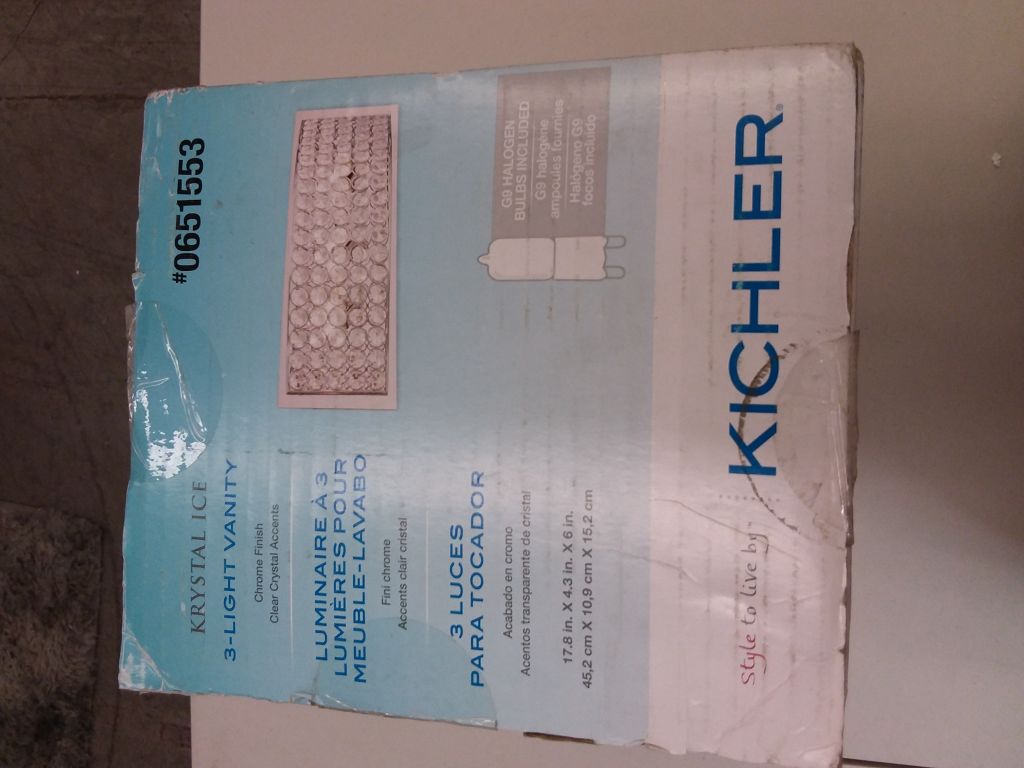 #0651553
KRYSTAL ICE
3-LIGHT VANITY
Chrome Finish
Clear Crystal Accents
LUMINAIRE À 3
LUMIÈRES POUR
MEUBLE-LAVABO
Fini chrome
Accents clair cristal
3 LUCES
PARA TOCADOR
Acabado en cromo
Acentos transparente de cristal
17.8 in. X 4.3 in. X 6 in.
45,2 cm X 10,9 cm X 15,2 cm
G9 HALOGEN
BULBS INCLUDED
G9 halogène
ampoules fournies
Halógeno G9
focos incluido
Style to live by
KICHLER®